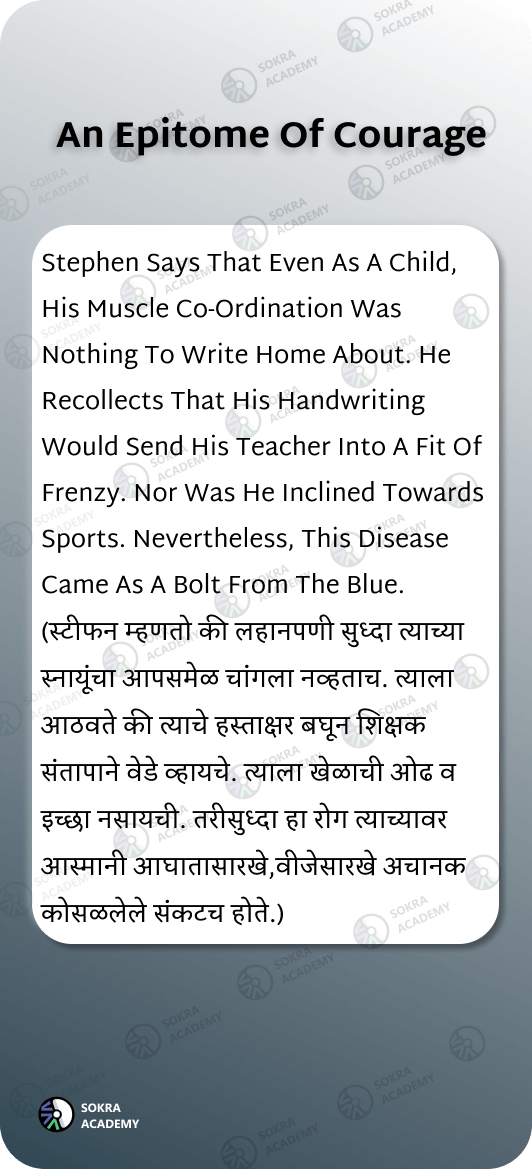 An Epitome Of Courage
Stephen Says That Even As A Child,
His Muscle Co-Ordination Was
Nothing To Write Home About. He
Recollects That His Handwriting
Would Send His Teacher Into A Fit Of
Frenzy. Nor Was He Inclined Towards
Sports. Nevertheless, This Disease
Came As A Bolt From The Blue.
(स्टीफन म्हणतो की लहानपणी सुध्दा त्याच्या
स्नायूंचा आपसमेळ चांगला नव्हताच. त्याला
आठवते की त्याचे हस्ताक्षर बघून शिक्षक
संतापाने वेडे व्हायचे. त्याला खेळाची ओढ व
इच्छा नसायची. तरीसुध्दा हा रोग त्याच्यावर
आस्मानी आघातासारखे,वीजेसारखे अचानक
कोसळलेले संकटच होते.)
SOKRA
ACADEMY